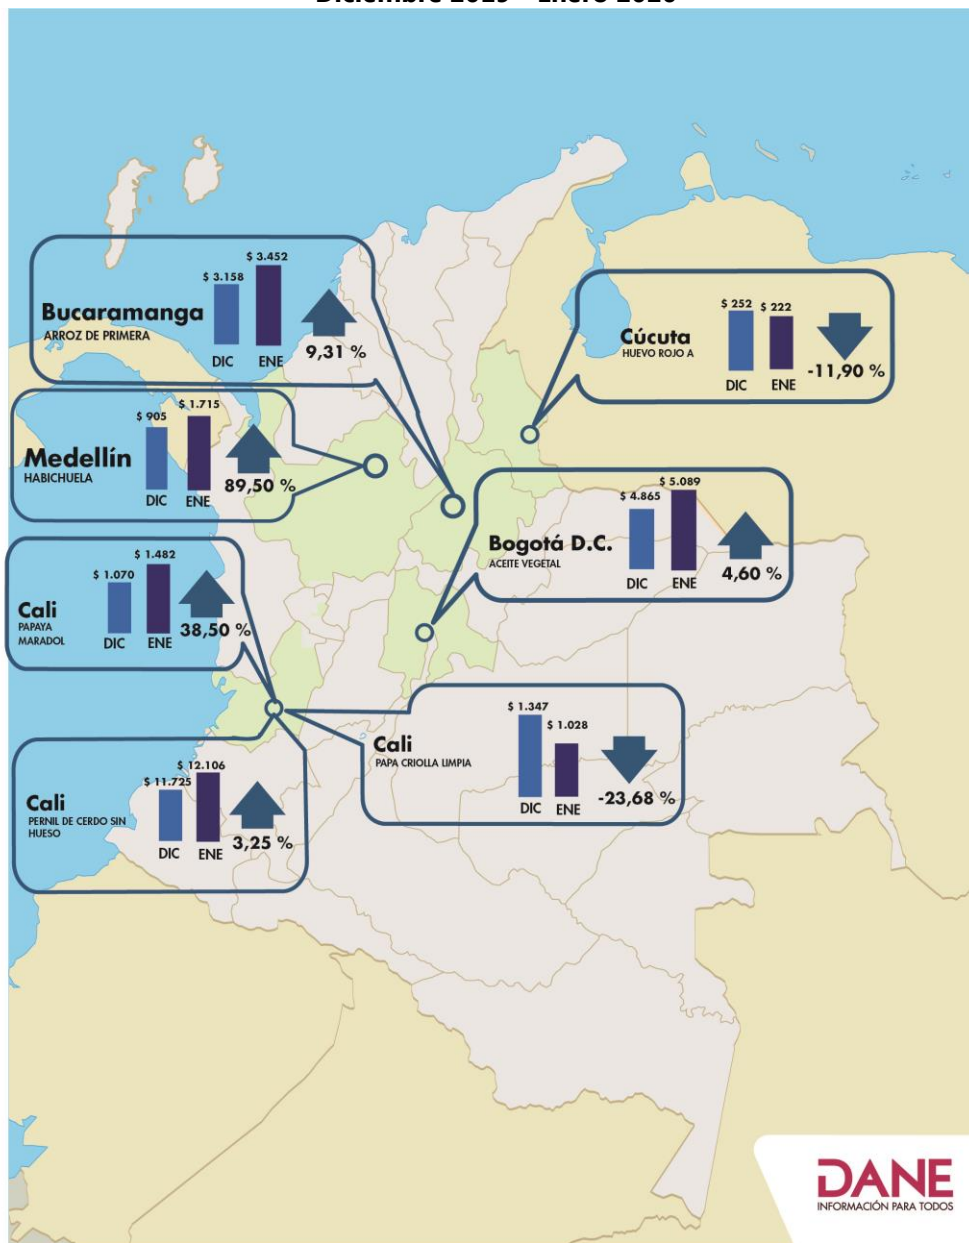 $ 3.158
$ 3.452
Bucaramanga
ARROZ DE PRIMERA
DIC
ENE
9,31 %
$ 252
$ 222
Cúcuta
HUEVO ROJO A
DIC
ENE
-11,90 %
$ 905
$ 1.715
Medellín
HABICHUELA
DIC
ENE
89,50 %
$ 4.865
$ 5.089
Bogotá D.C.
ACEITE VEGETAL
DIC
ENE
4,60 %
$ 1.070
$ 1.482
Cali
PAPAYA
MARADOL
DIC
ENE
38,50 %
$ 1.347
$ 1.028
Cali
PAPA CRIOLLA LIMPIA
DIC
ENE
-23,68 %
$ 11.725
$ 12.106
Cali
PERNIL DE CERDO SIN
HUESO
DIC
ENE
3,25 %
DANE
INFORMACIÓN PARA TODOS